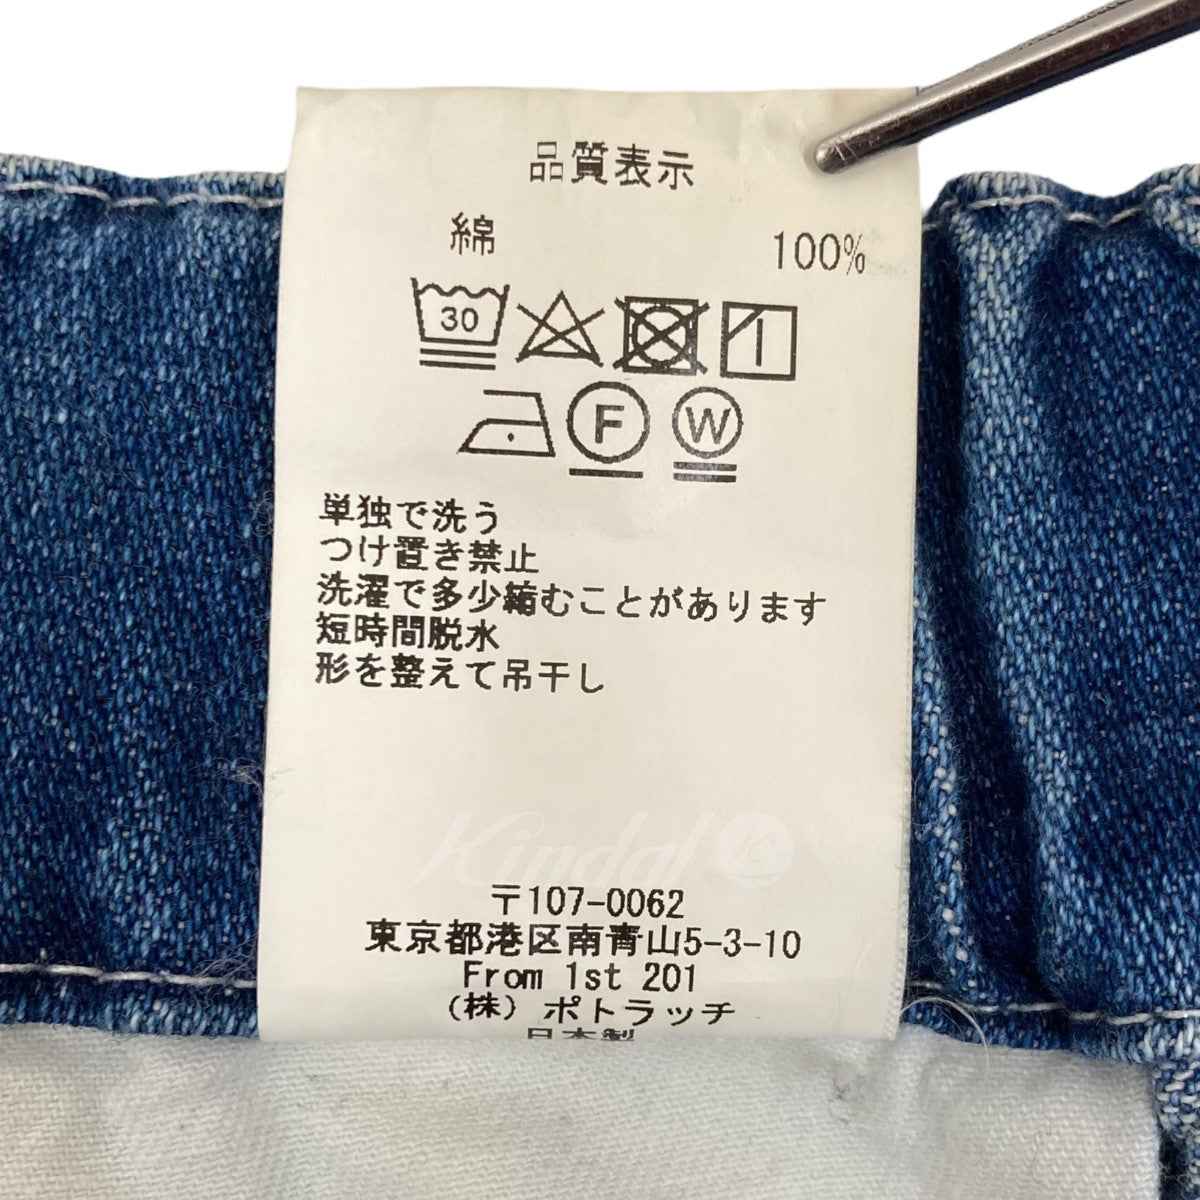 品質表示
綿 100%
30
F W
単独で洗う
つけ置き禁止
洗濯で多少縮むことがあります
短時間脱水
形を整えて吊干し
Kindal K
〒107-0062
東京都港区南青山5-3-10
From 1st 201
(株) ポトラッチ
日本製